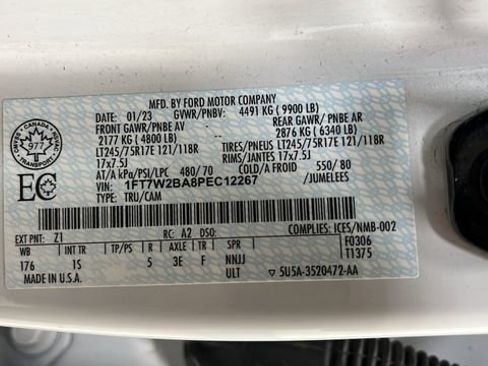 MFD. BY FORD MOTOR COMPANY
DATE: 01/23 GVWR/PNBV: 4491 KG ( 9900 LB)
FRONT GAWR/PNBE AV REAR GAWR/ PNBE AR
2177 KG ( 4800 LB) 2876 KG ( 6340 LB)
LT245/75R17E 121/118R TIRES/PNEUS LT245/75R17E 121/118R
17x7.5J RIMS/JANTES 17x7.5J
AT/A kPa/PSI/LPC 480/70 COLD/A FROID 550/80
VIN: 1FT7W2BA8PEC12267 /JUMELEES
TYPE: TRU/CAM
CANADA
977
EC
EXT PNT: Z1 RC: A2 DSO: COMPLIES: ICES/NMB-002
WB INT TR TP/PS R AXLE TR SPR F0306
176 1S 5 3E F NNJJ T1375
MADE IN U.S.A. ULT 5U5A-3520472-AA